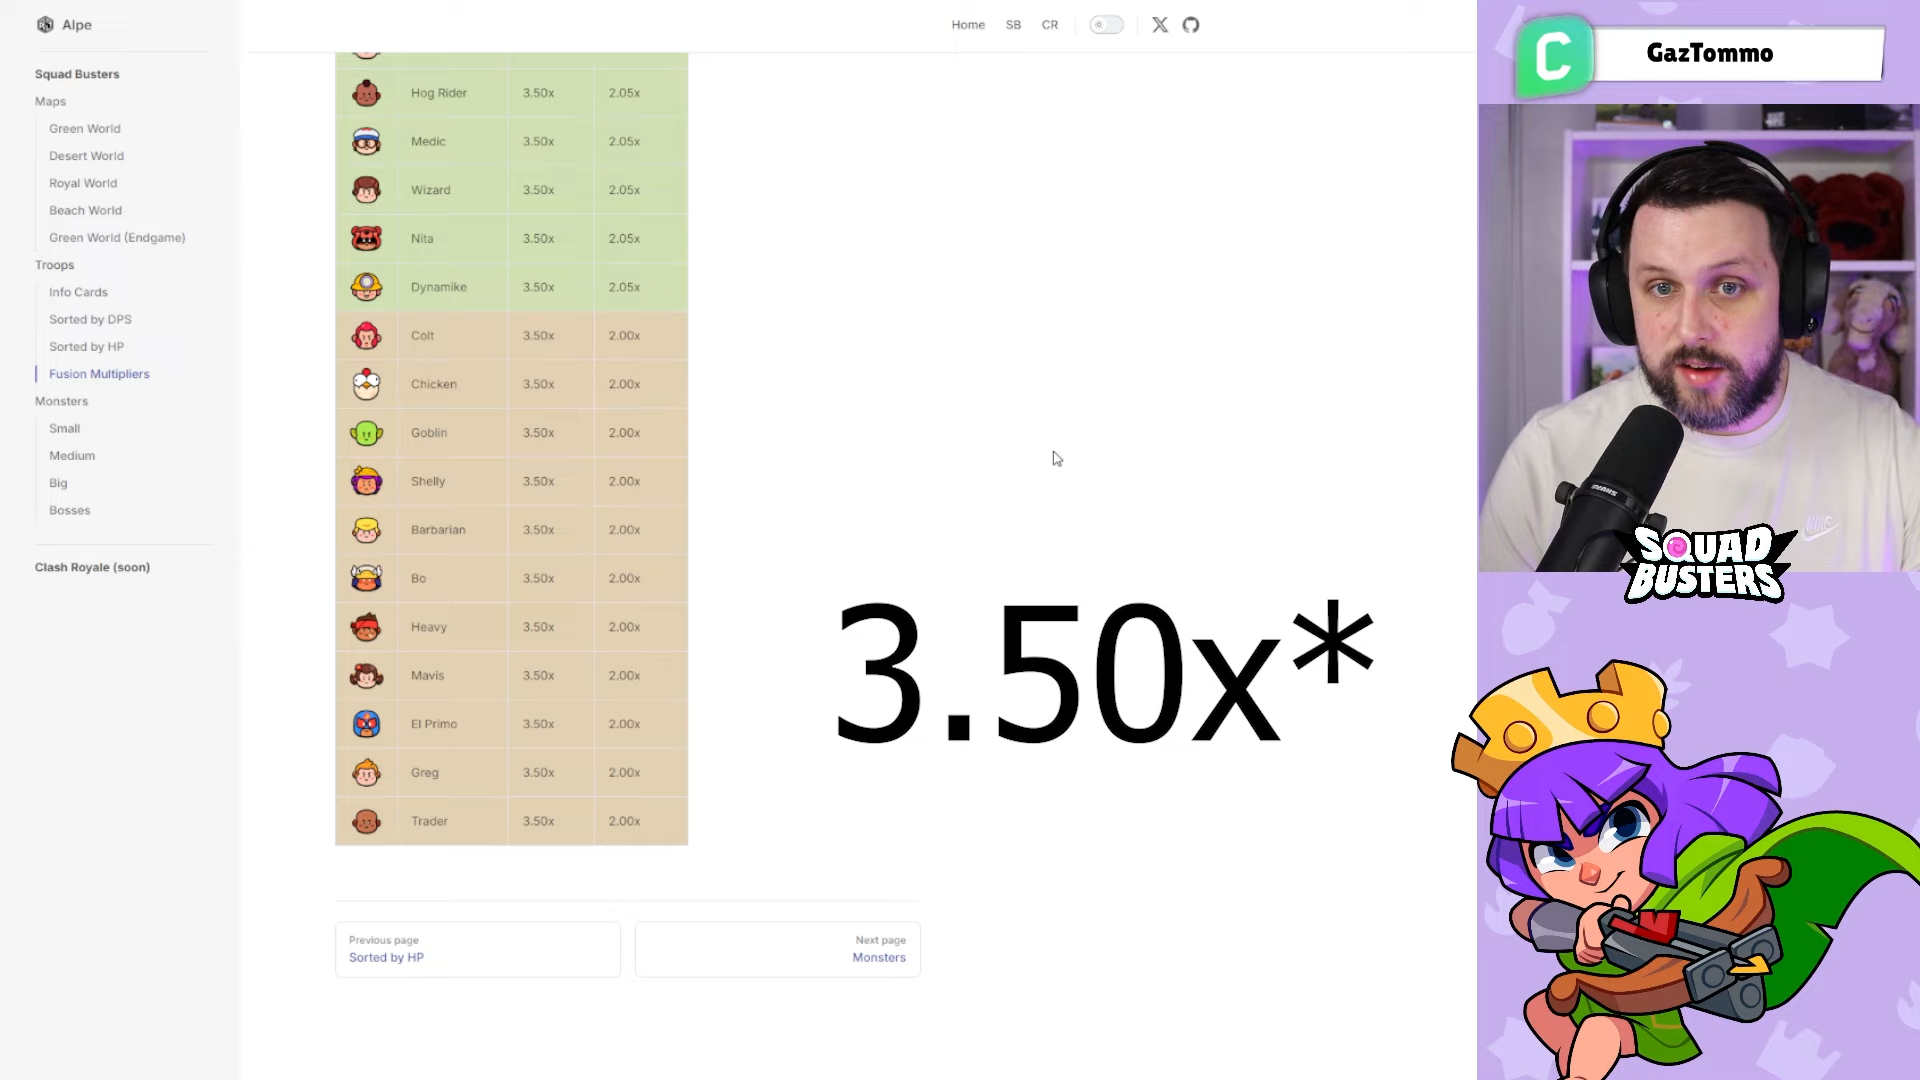 Alpe
Home SB CR
Squad Busters
Maps
Green World
Desert World
Royal World
Beach World
Green World (Endgame)
Troops
Info Cards
Sorted by DPS
Sorted by HP
Fusion Multipliers
Monsters
Small
Medium
Big
Bosses
Clash Royale (soon)
Hog Rider 3.50x 2.05x
Medic 3.50x 2.05x
Wizard 3.50x 2.05x
Nita 3.50x 2.05x
Dynamike 3.50x 2.05x
Colt 3.50x 2.00x
Chicken 3.50x 2.00x
Goblin 3.50x 2.00x
Shelly 3.50x 2.00x
Barbarian 3.50x 2.00x
Bo 3.50x 2.00x
Heavy 3.50x 2.00x
Mavis 3.50x 2.00x
El Primo 3.50x 2.00x
Greg 3.50x 2.00x
Trader 3.50x 2.00x
3.50x*
Previous page
Sorted by HP
Next page
Monsters
C
GazTommo
NIKE
SQUAD
BUSTERS